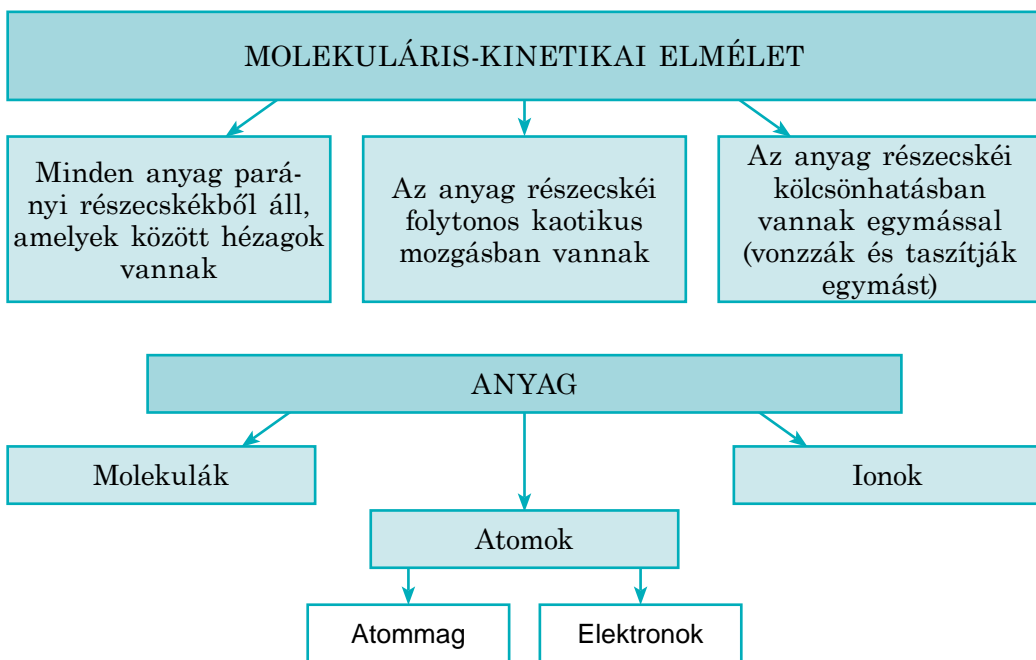 MOLEKULÁRIS-KINETIKAI ELMÉLET
Minden anyag pará-
nyi részecskékből áll,
amelyek között hézagok
vannak
Az anyag részecskéi
folytonos kaotikus
mozgásban vannak
Az anyag részecskéi
kölcsönhatásban
vannak egymással
(vonzzák és taszítják
egymást)
ANYAG
Molekulák
Ionok
Atomok
Atommag
Elektronok